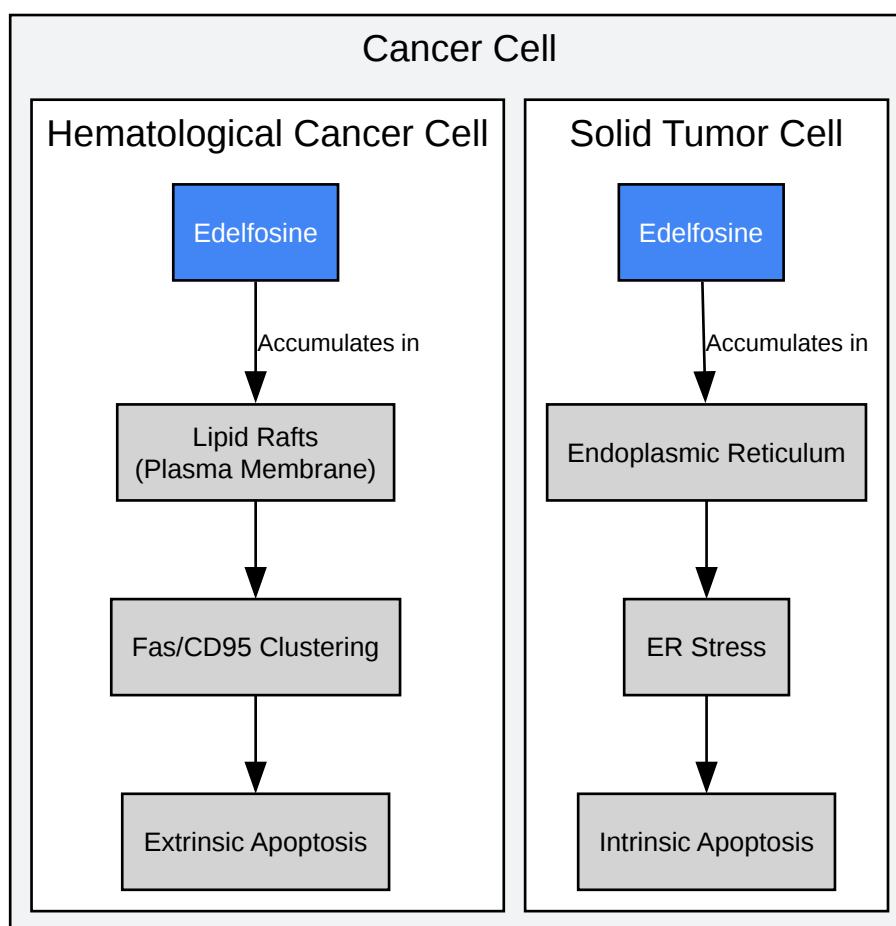 Cancer Cell
Hematological Cancer Cell
Edelfosine
Accumulates in
Lipid Rafts
(Plasma Membrane)
Fas/CD95 Clustering
Extrinsic Apoptosis
Solid Tumor Cell
Edelfosine
Accumulates in
Endoplasmic Reticulum
ER Stress
Intrinsic Apoptosis